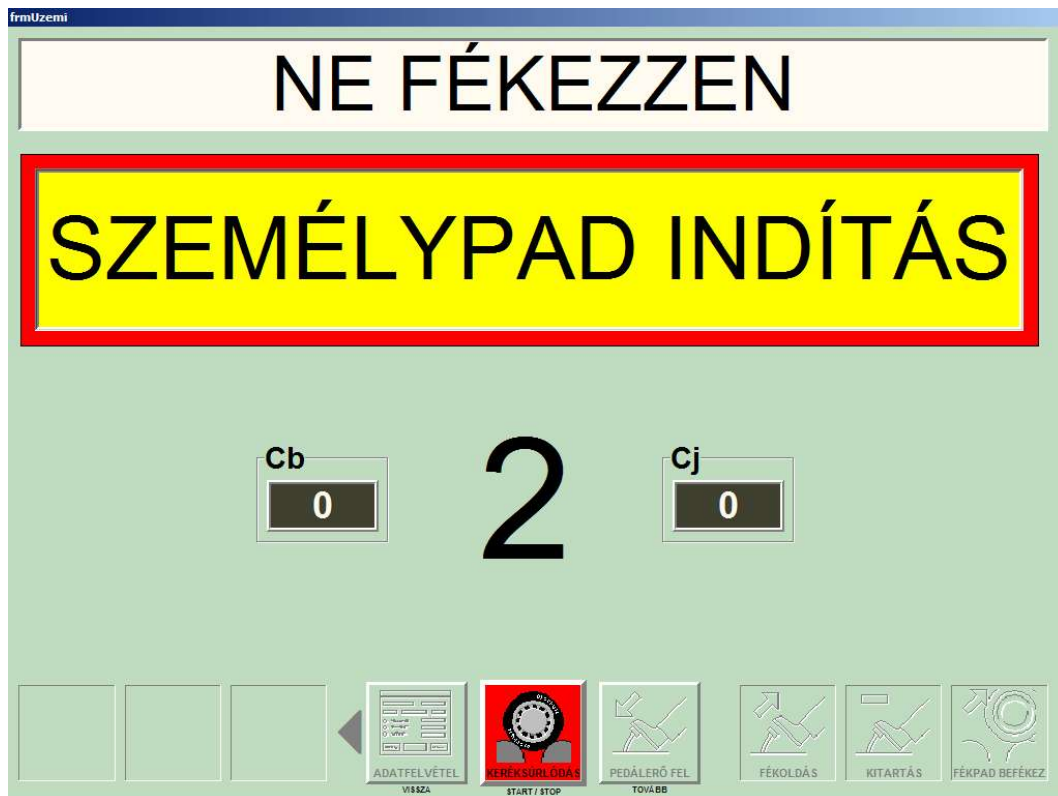 frmUzemi
NE FÉKEZZEN
SZEMÉLYPAD INDÍTÁS
Cb
2
Cj
0
0
ADATFELVÉTEL
KERÉKSÚRLÓDÁS
PEDÁLERŐ FEL
FÉKOLDÁS
KITARTÁS
FÉKPAD BEFÉKEZ
VISSZA
START / STOP
TOVÁBB